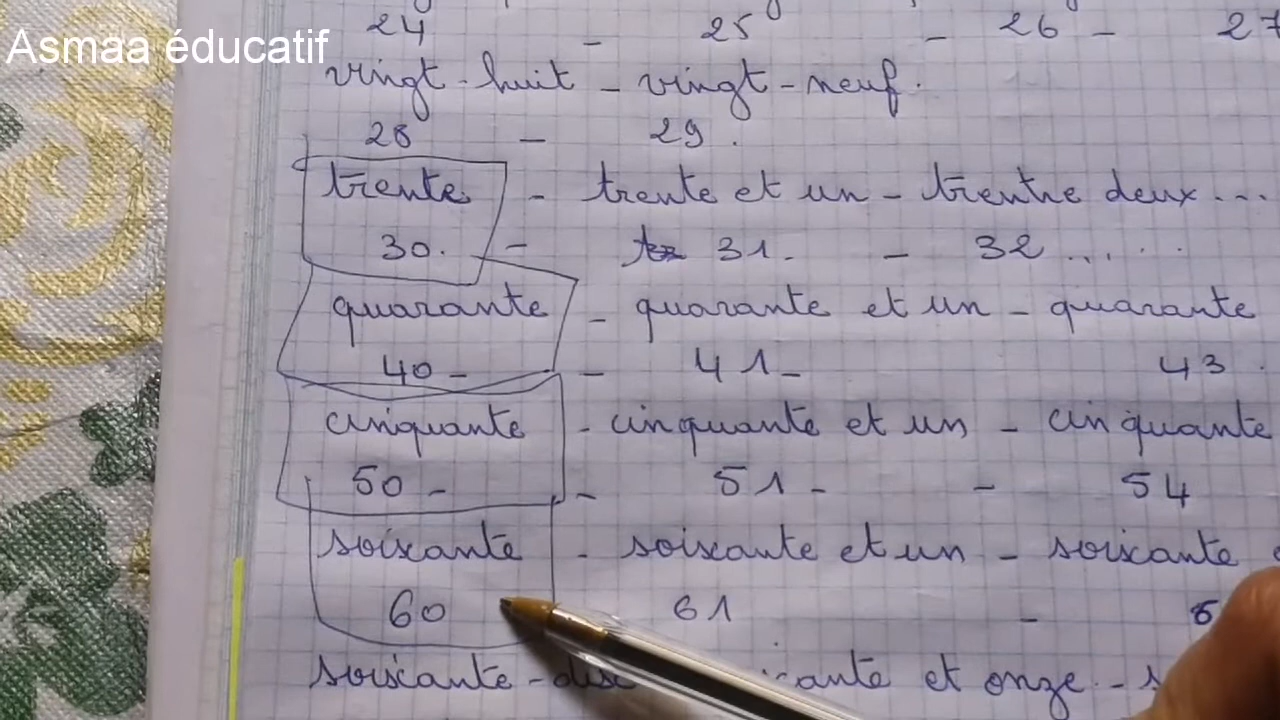 Asmaa éducatif
24 - 25 - 26 - 27
vingt-huit - vingt-neuf.
28 - 29.
trente - trente et un - trentre deux ...
30. - 31. - 32 ......
quarante - quarante et un - quarante
40 - - 41 - 43.
cinquante - cinquante et un - cinquante
50 - - 51 - - 54
soixante - soixante et un - soixante
60 61 -
soixante - et onze -